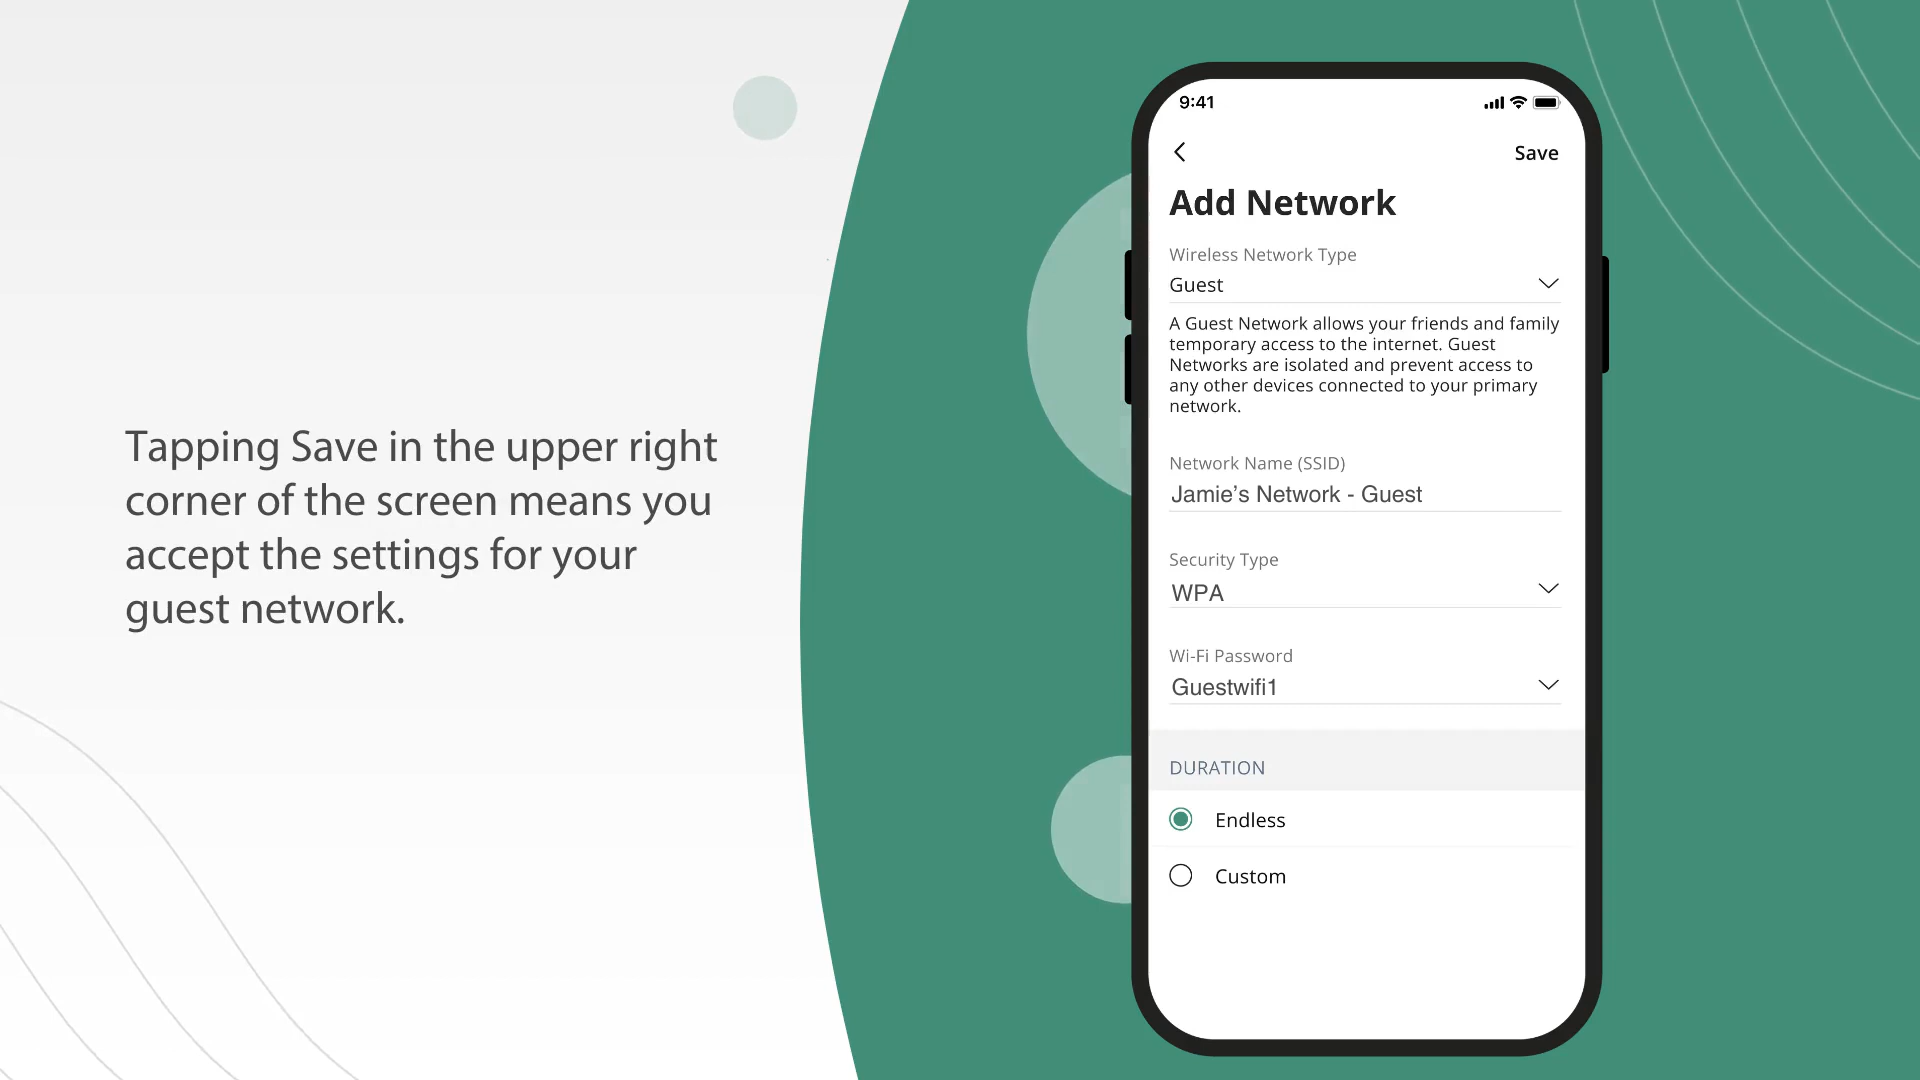 Tapping Save in the upper right
corner of the screen means you
accept the settings for your
guest network.
9:41
Save
Add Network
Wireless Network Type
Guest
A Guest Network allows your friends and family
temporary access to the internet. Guest
Networks are isolated and prevent access to
any other devices connected to your primary
network.
Network Name (SSID)
Jamie’s Network - Guest
Security Type
WPA
Wi-Fi Password
Guestwifi1
DURATION
Endless
Custom